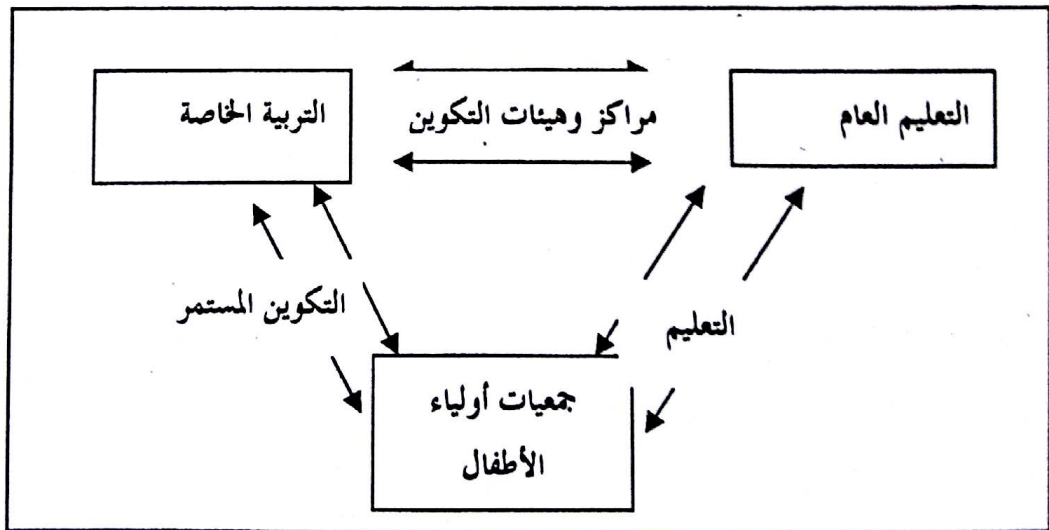 التعليم العام
مراكز وهيئات التكوين
التربية الخاصة
التعليم
التكوين المستمر
جمعيات أولياء
الأطفال